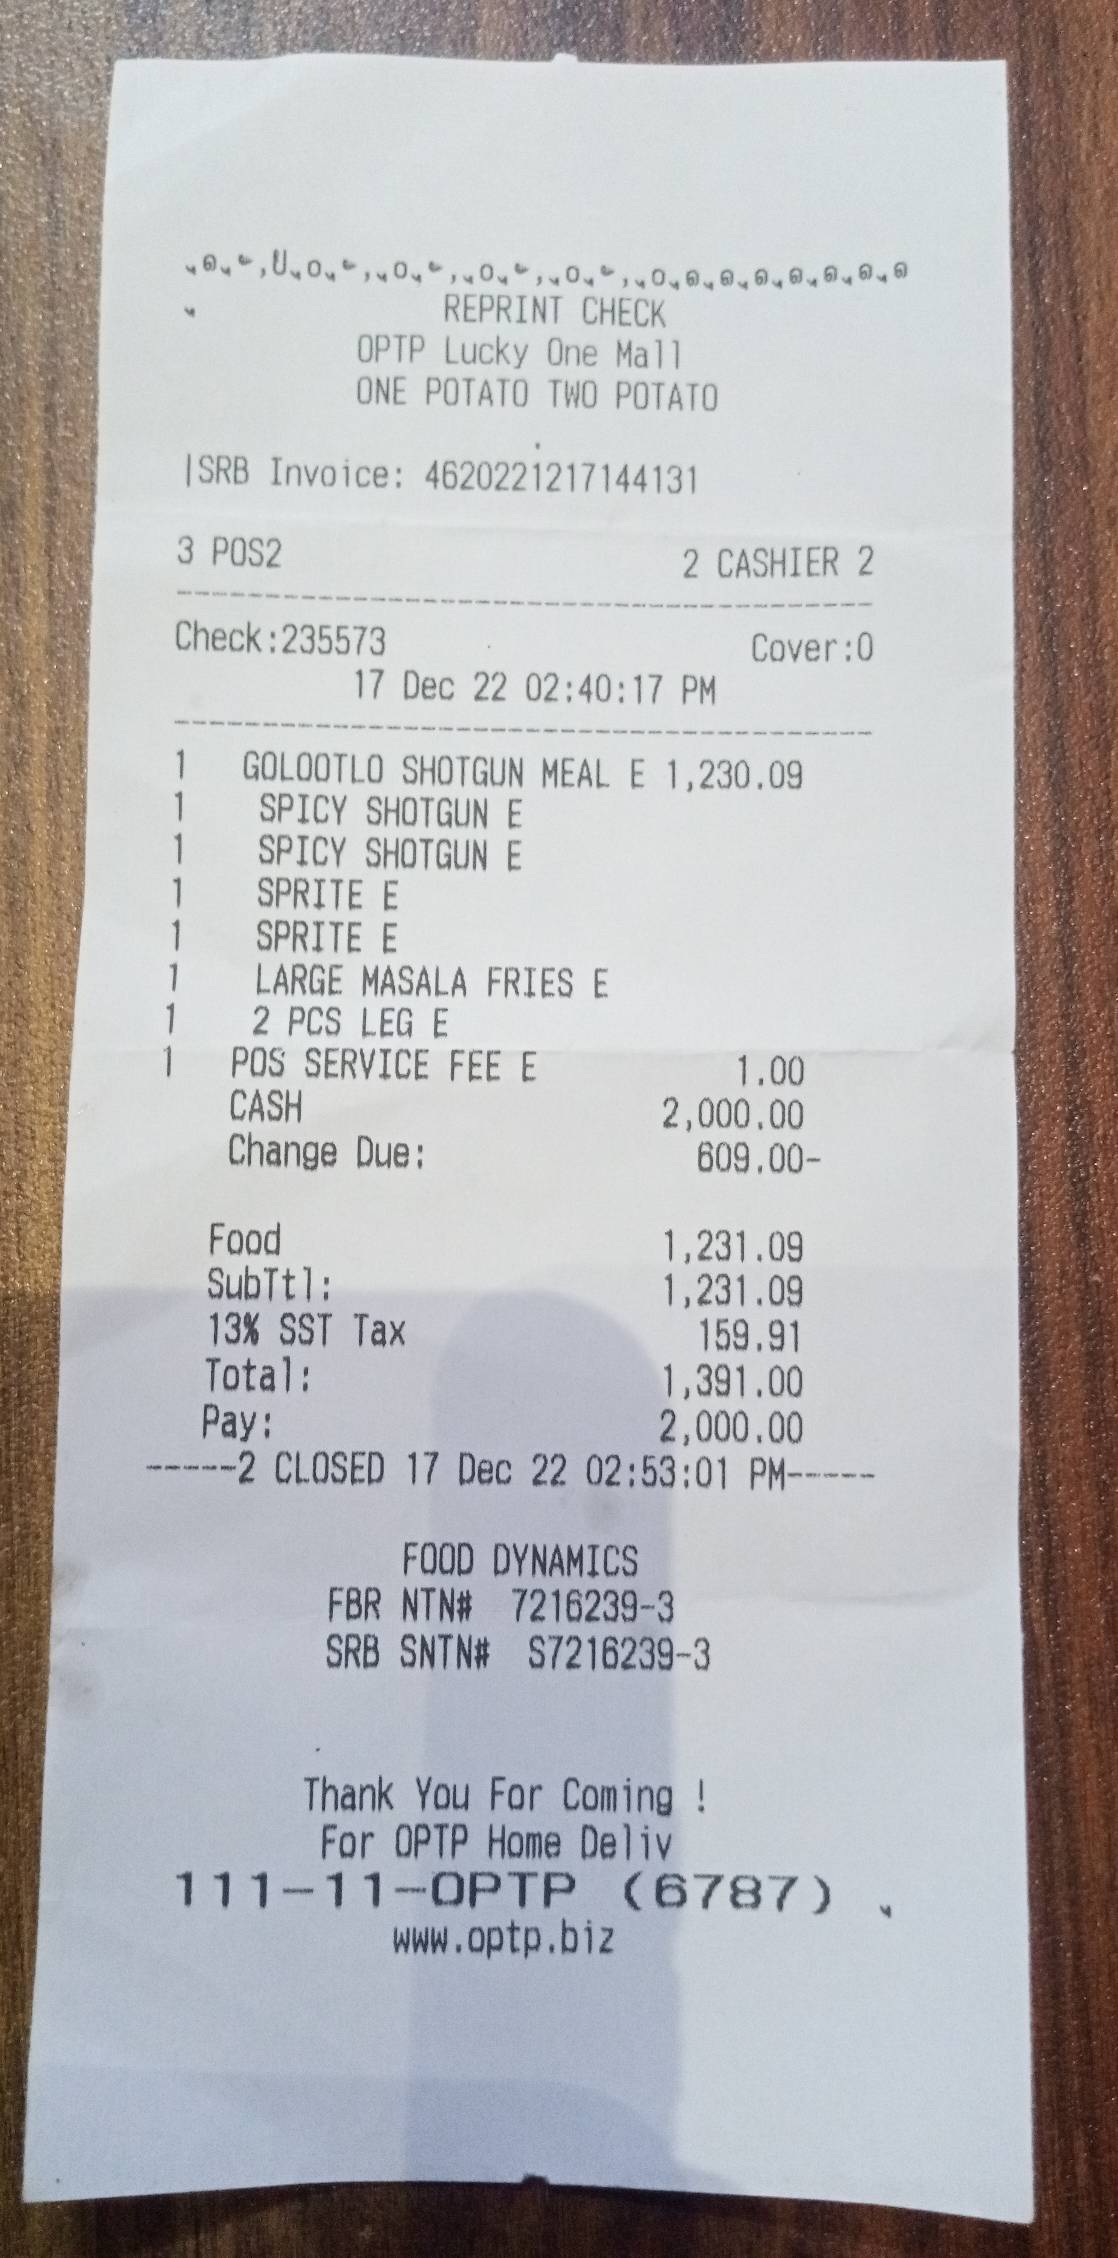 REPRINT CHECK
OPTP Lucky One Mall
ONE POTATO TWO POTATO
|SRB Invoice: 4620221217144131
3 POS2 2 CASHIER 2
Check:235573 Cover:0
17 Dec 22 02:40:17 PM
1 GOLOOTLO SHOTGUN MEAL E 1,230.09
1 SPICY SHOTGUN E
1 SPICY SHOTGUN E
1 SPRITE E
1 SPRITE E
1 LARGE MASALA FRIES E
1 2 PCS LEG E
1 POS SERVICE FEE E 1.00
CASH 2,000.00
Change Due: 609.00-
Food 1,231.09
SubTtl: 1,231.09
13% SST Tax 159.91
Total: 1,391.00
Pay: 2,000.00
-----2 CLOSED 17 Dec 22 02:53:01 PM-----
FOOD DYNAMICS
FBR NTN# 7216239-3
SRB SNTN# S7216239-3
Thank You For Coming !
For OPTP Home Deliv
111-11-OPTP (6787)
www.optp.biz